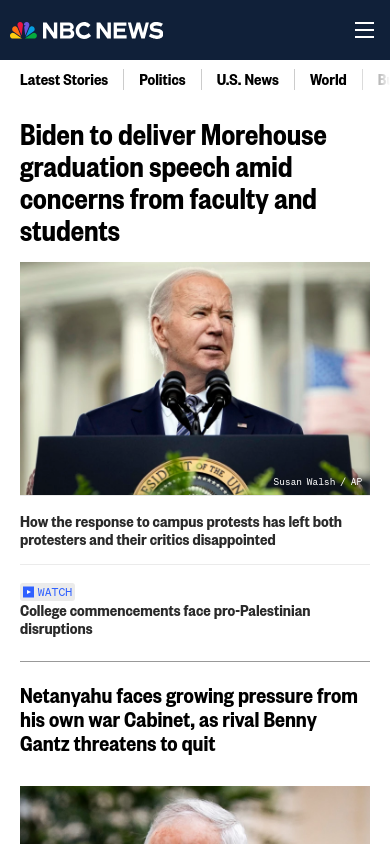 NBC NEWS
Latest Stories
Politics
U.S. News
World
Biden to deliver Morehouse
graduation speech amid
concerns from faculty and
students
Susan Walsh / AP
How the response to campus protests has left both
protesters and their critics disappointed
WATCH
College commencements face pro-Palestinian
disruptions
Netanyahu faces growing pressure from
his own war Cabinet, as rival Benny
Gantz threatens to quit